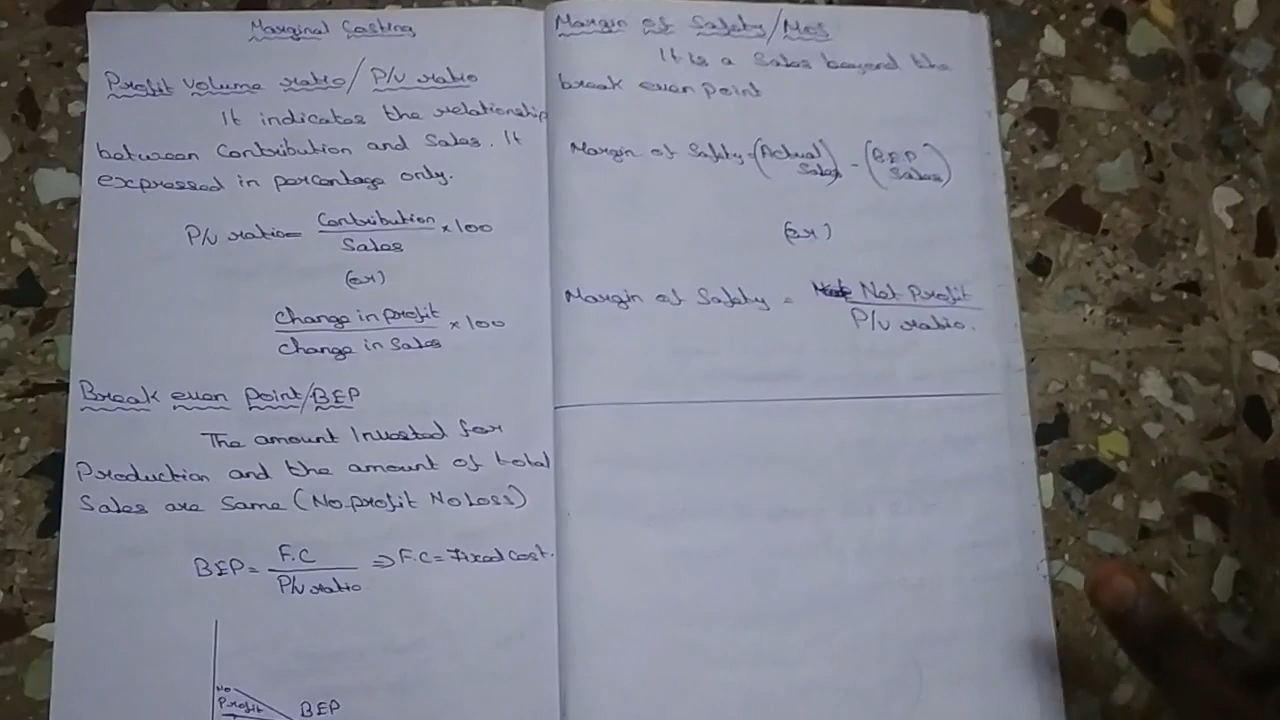 Marginal Costing
Profit volume ratio/P/v ratio
It indicates the relationship
between Contribution and Sales. It
expressed in percentage only.
P/v ratio = Contribution/Sales × 100
(or)
Change in profit/Change in Sales × 100
Break even point/BEP
The amount Invested for
Production and the amount of total
Sales are Same (No profit No Loss)
BEP = F.C/P/v ratio ⇒ F.C = Fixed Cost.
No
Profit
BEP
Margin of Safety/Mos
It is a Sales beyond the
break even point
Margin of Safety = (Actual Sales) - (B.E.P Sales)
(or)
Margin of Safety = Net Profit/P/v ratio.